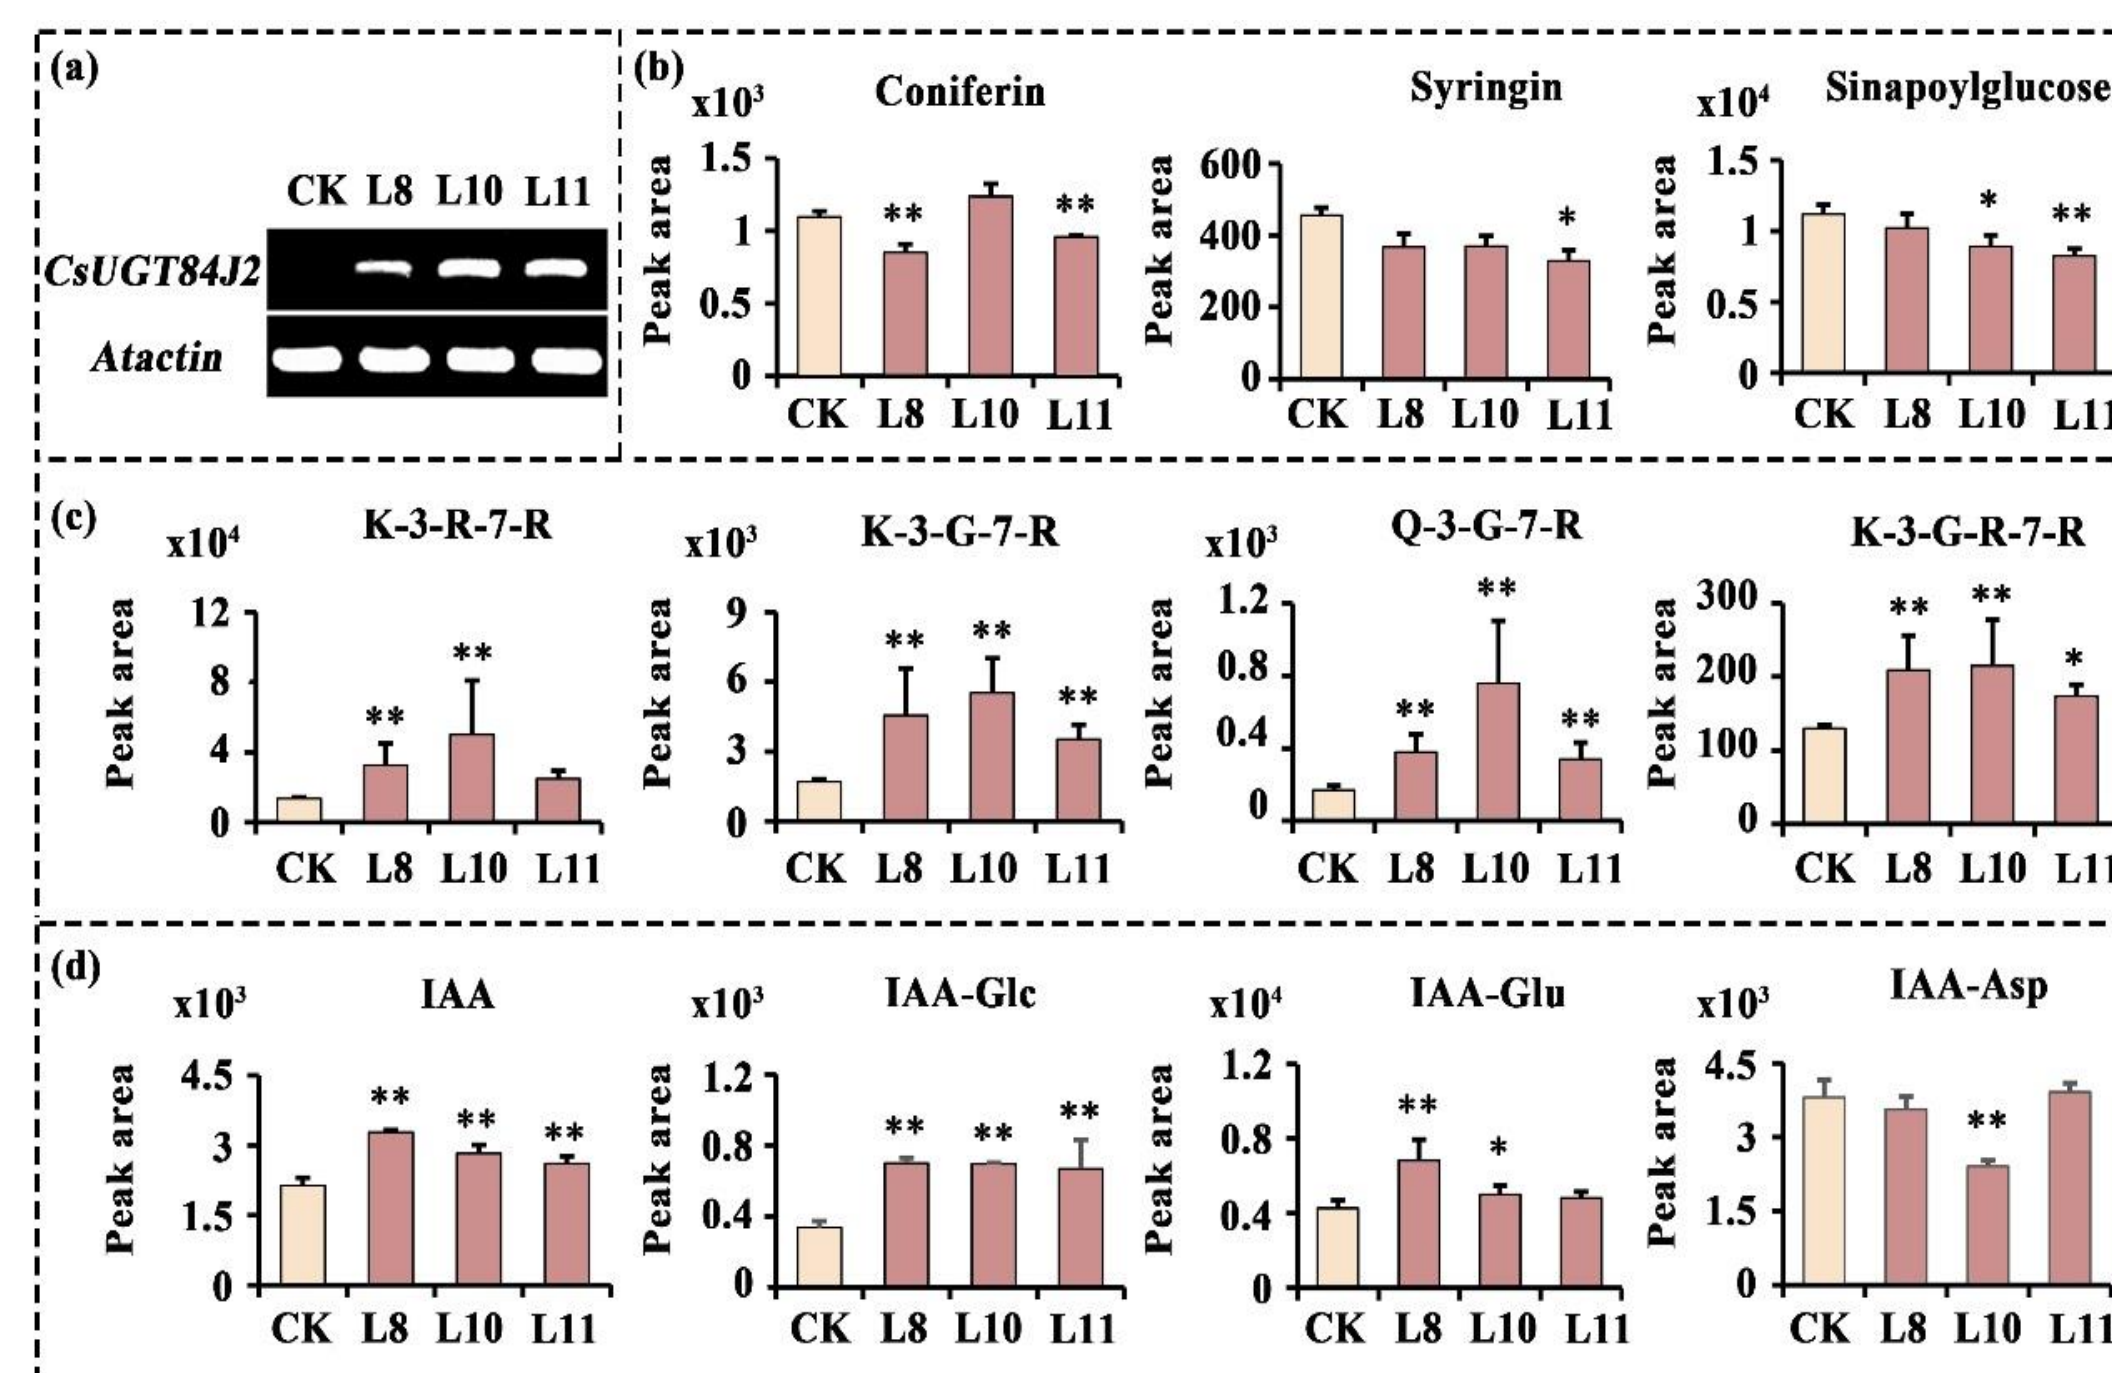 (a)
CK L8 L10 L11
CsUGT84J2
Atactin
(b)
Coniferin
x10³
Peak area
1.5
1
0.5
0
** **
CK L8 L10 L11
Syringin
Peak area
600
400
200
0
*
CK L8 L10 L11
Sinapoylglucose
x10⁴
Peak area
1.5
1
0.5
0
* **
CK L8 L10 L11
(c)
K-3-R-7-R
x10⁴
Peak area
12
8
4
0
** **
CK L8 L10 L11
K-3-G-7-R
x10³
Peak area
9
6
3
0
** ** **
CK L8 L10 L11
Q-3-G-7-R
x10³
Peak area
1.2
0.8
0.4
0
** ** **
CK L8 L10 L11
K-3-G-R-7-R
Peak area
300
200
100
0
** ** *
CK L8 L10 L11
(d)
IAA
x10³
Peak area
4.5
3
1.5
0
** ** **
CK L8 L10 L11
IAA-Glc
x10³
Peak area
1.2
0.8
0.4
0
** ** **
CK L8 L10 L11
IAA-Glu
x10⁴
Peak area
1.2
0.8
0.4
0
** *
CK L8 L10 L11
IAA-Asp
x10³
Peak area
4.5
3
1.5
0
**
CK L8 L10 L11